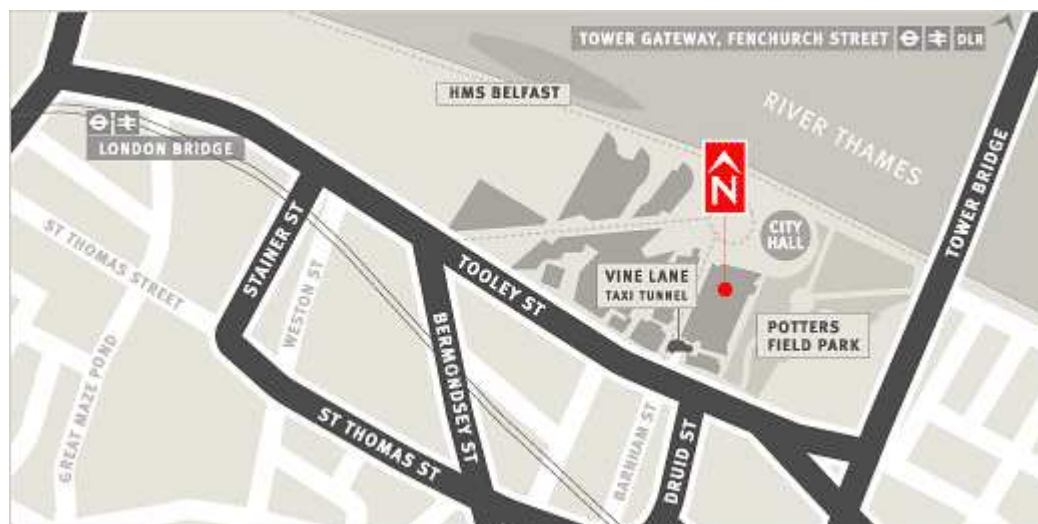 TOWER GATEWAY, FENCHURCH STREET DLR
HMS BELFAST
RIVER THAMES
LONDON BRIDGE
N
TOWER BRIDGE
CITY
HALL
STAINER ST
ST THOMAS STREET
WESTON ST
TOOLEY ST
VINE LANE
TAXI TUNNEL
BERMONDSEY ST
POTTERS
FIELD PARK
GREAT MAZE POND
ST THOMAS ST
BARNHAM ST
DRUID ST